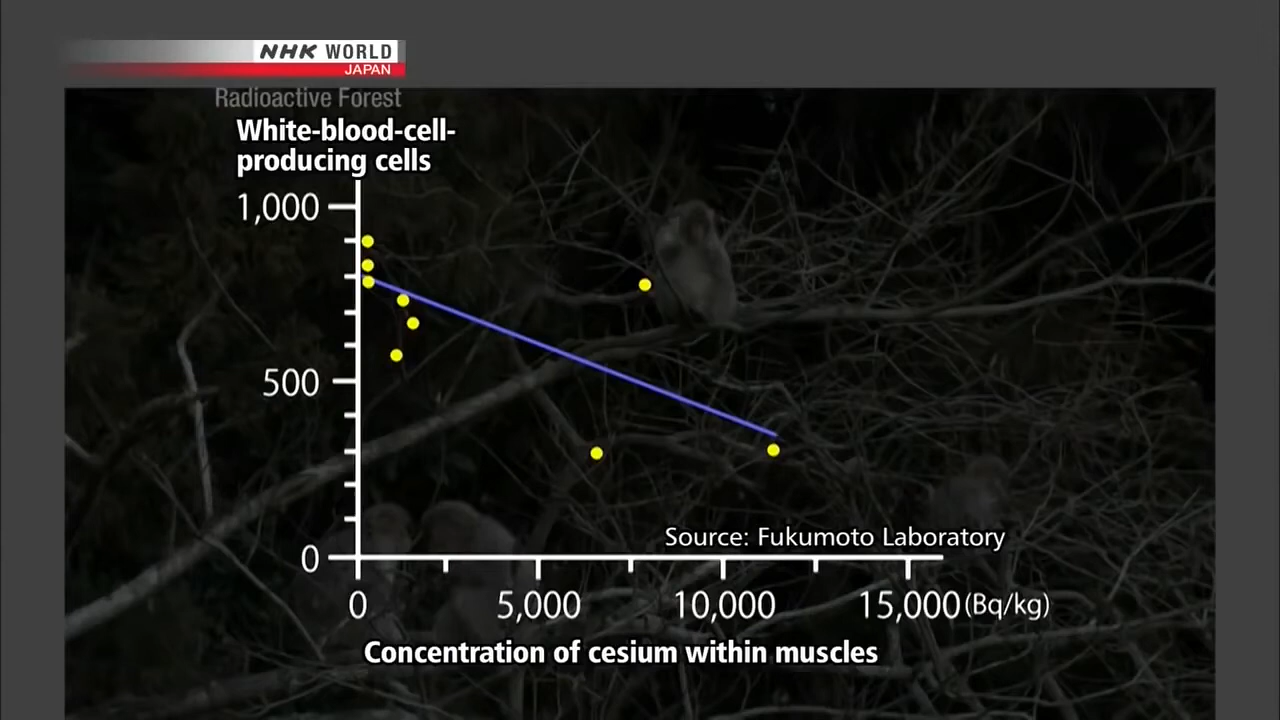 NHK WORLD
JAPAN
Radioactive Forest
White-blood-cell-
producing cells
1,000
500
0
Source: Fukumoto Laboratory
0 5,000 10,000 15,000 (Bq/kg)
Concentration of cesium within muscles